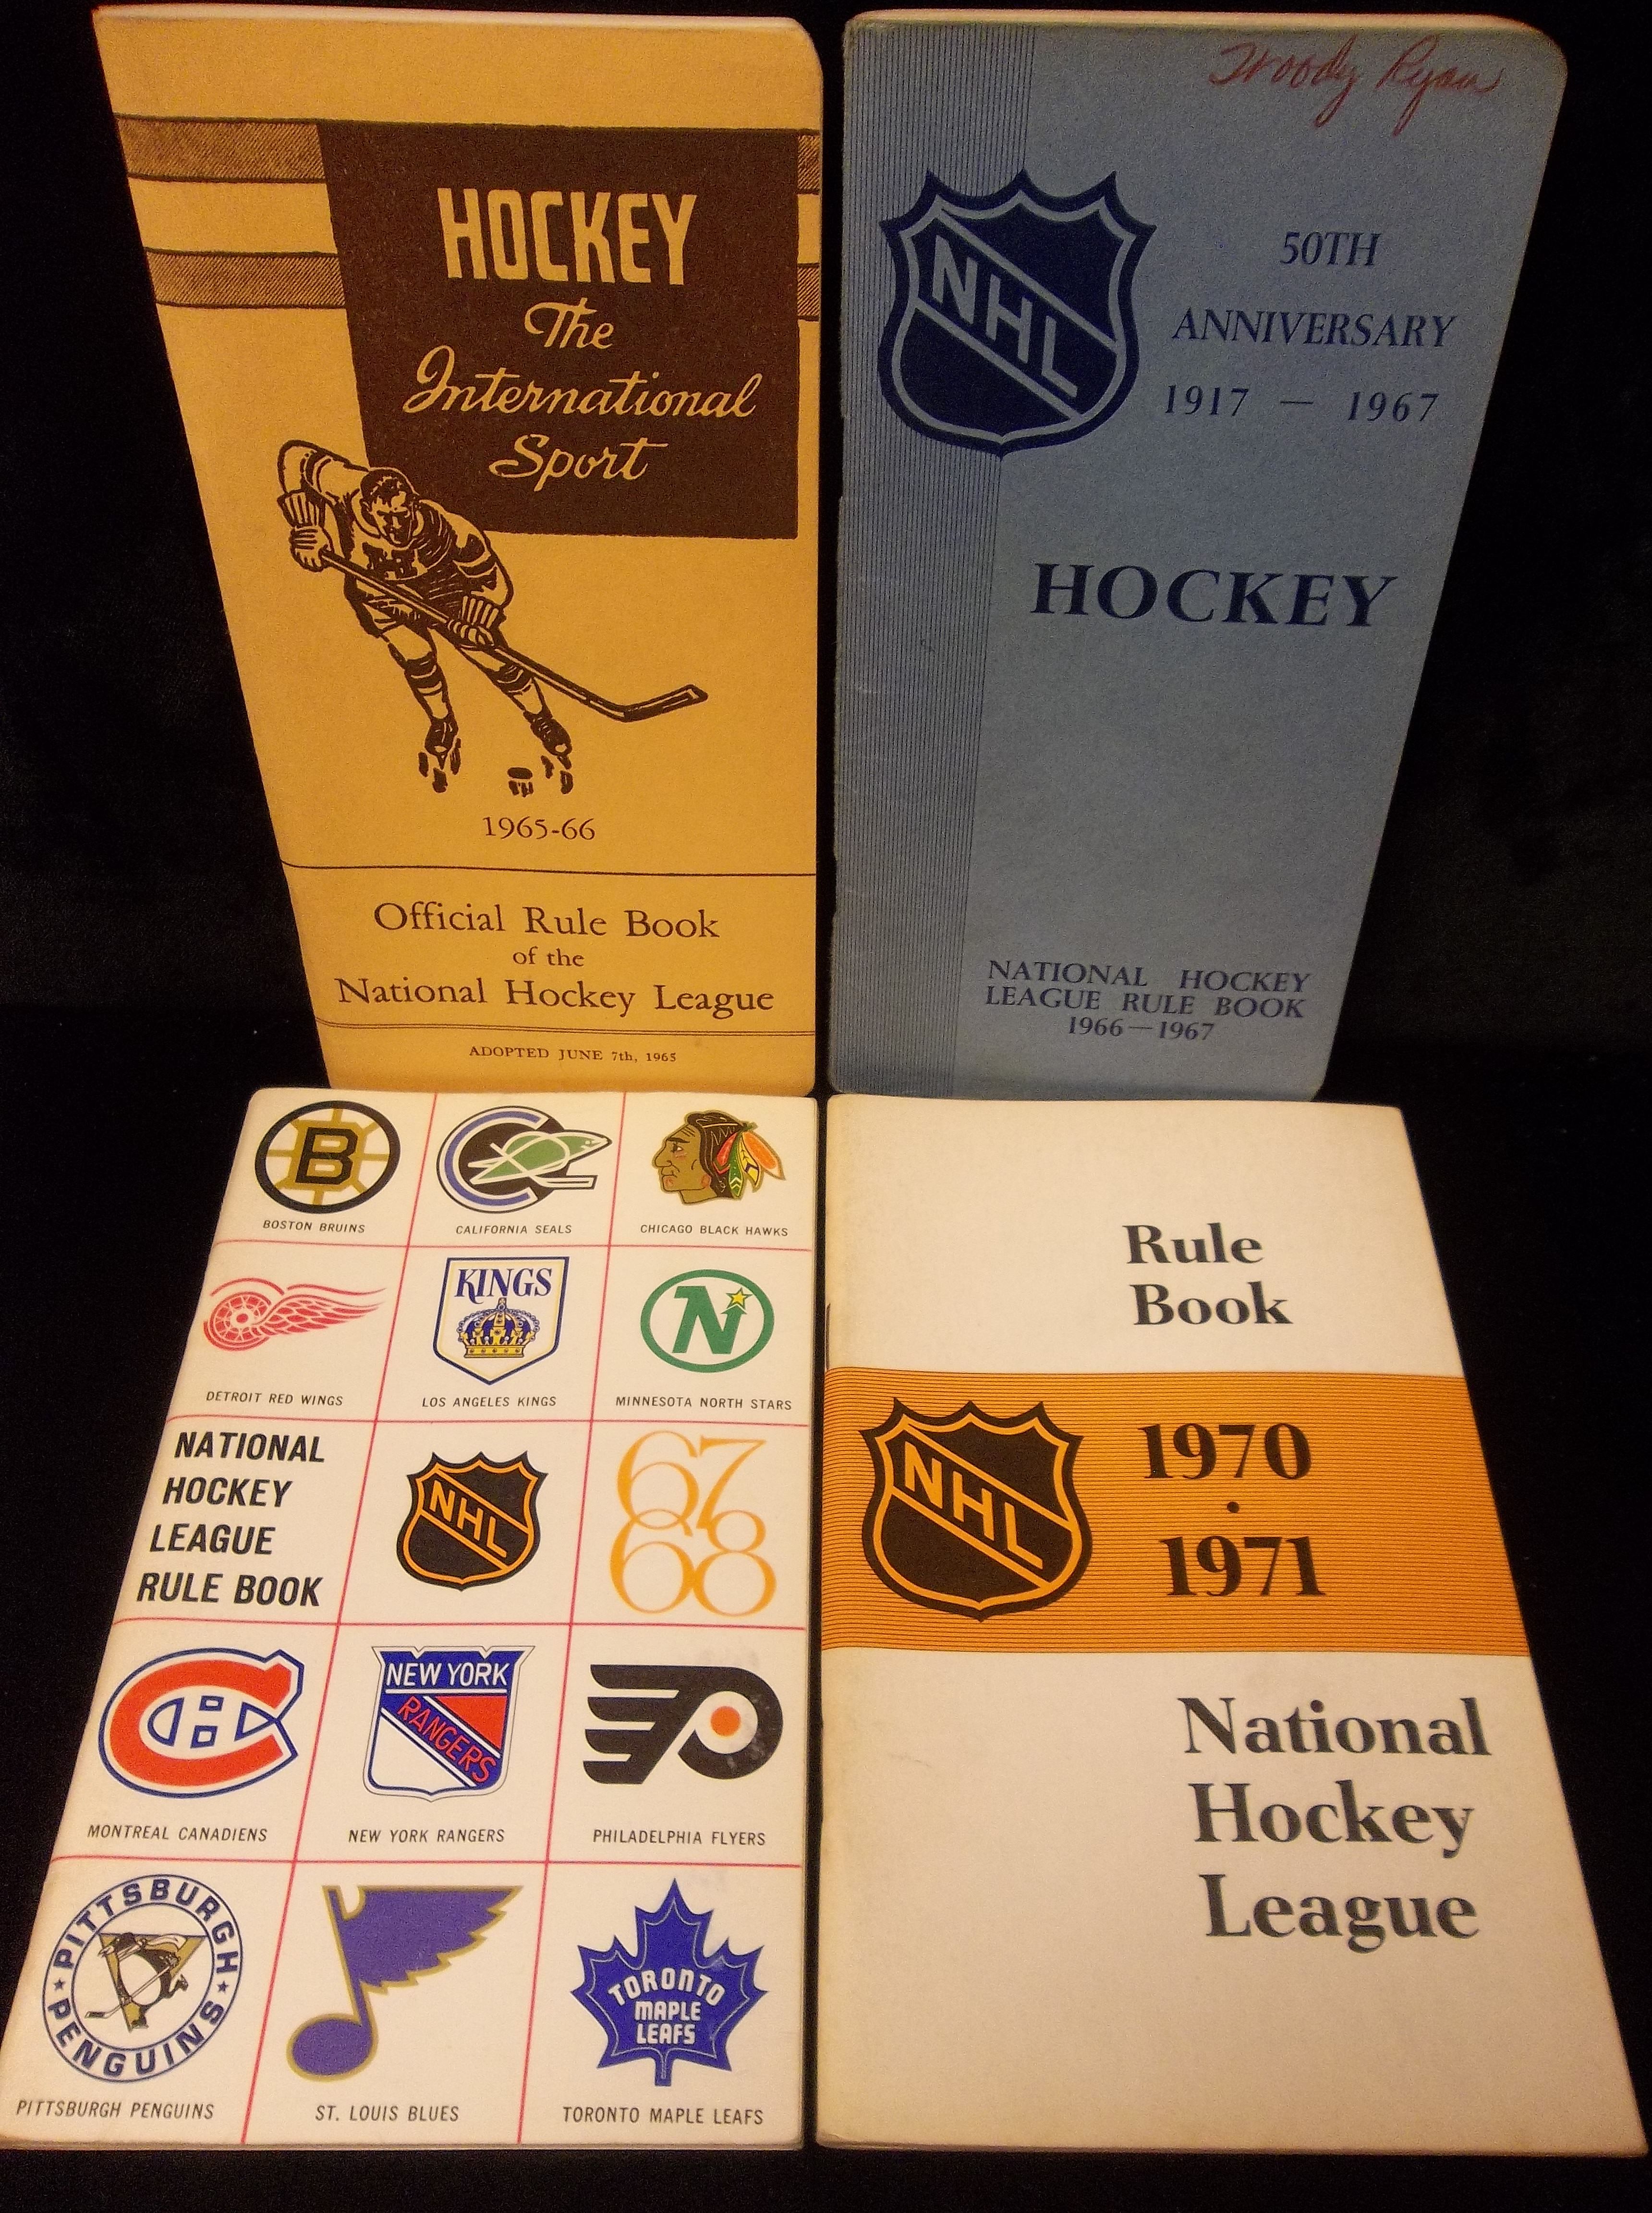 HOCKEY
The
International
Sport
H
1965-66
Official Rule Book
of the
National Hockey League
ADOPTED JUNE 7th, 1965
Woody Ryan
NHL
50TH
ANNIVERSARY
1917 — 1967
HOCKEY
NATIONAL HOCKEY
LEAGUE RULE BOOK
1966—1967
B
C
BOSTON BRUINS
CALIFORNIA SEALS
CHICAGO BLACK HAWKS
KINGS
N
DETROIT RED WINGS
LOS ANGELES KINGS
MINNESOTA NORTH STARS
NATIONAL
HOCKEY
LEAGUE
RULE BOOK
NHL
67
68
CH
NEW YORK
RANGERS
P
MONTREAL CANADIENS
NEW YORK RANGERS
PHILADELPHIA FLYERS
PITTSBURGH
PENGUINS
TORONTO
MAPLE
LEAFS
PITTSBURGH PENGUINS
ST. LOUIS BLUES
TORONTO MAPLE LEAFS
Rule
Book
NHL
1970
·
1971
National
Hockey
League